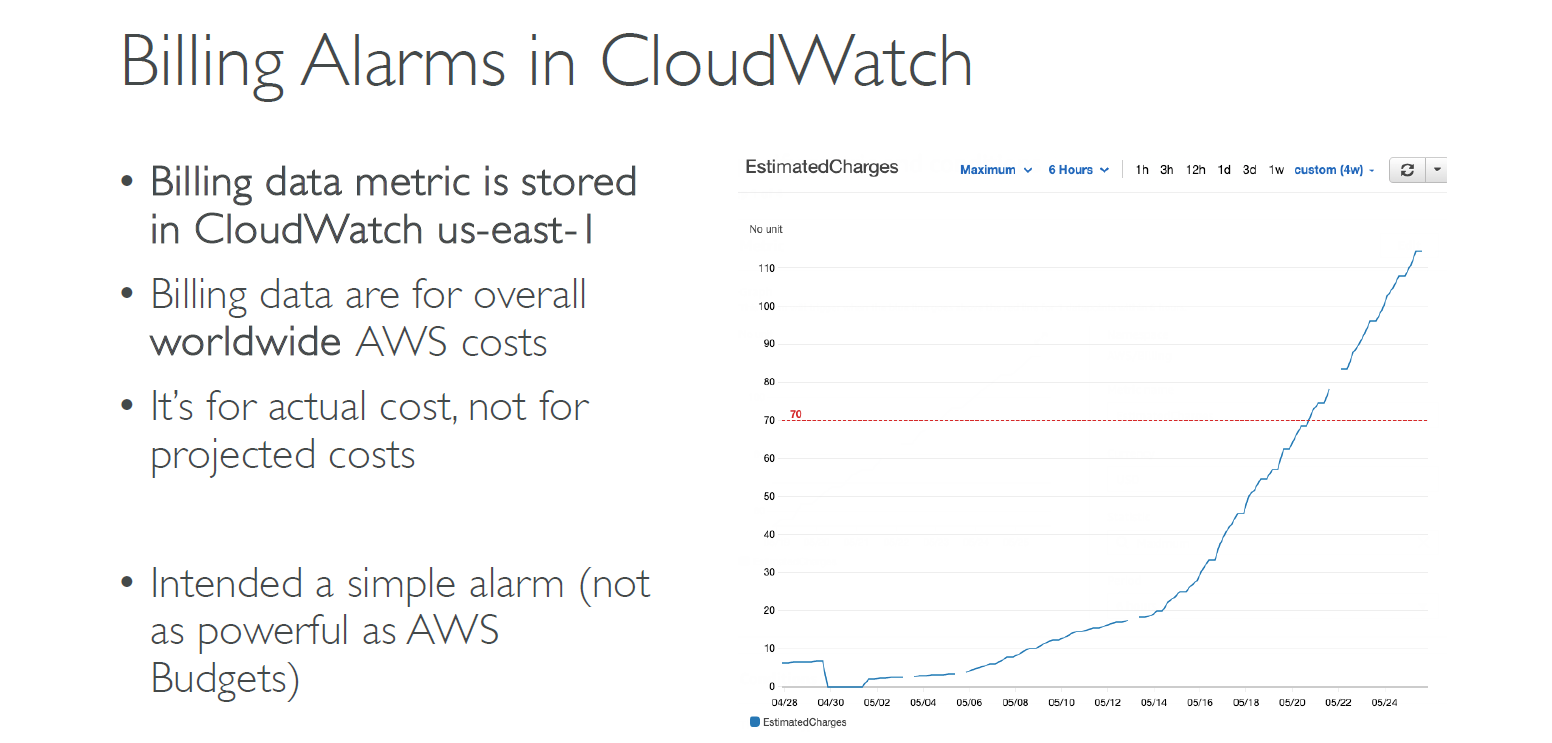 Billing Alarms in CloudWatch
• Billing data metric is stored
in CloudWatch us-east-1
• Billing data are for overall
worldwide AWS costs
• It's for actual cost, not for
projected costs
• Intended a simple alarm (not
as powerful as AWS
Budgets)
EstimatedCharges
Maximum 6 Hours 1h 3h 12h 1d 3d 1w custom (4w)
No unit
110
100
90
80
70
70
60
50
40
30
20
10
0
04/28 04/30 05/02 05/04 05/06 05/08 05/10 05/12 05/14 05/16 05/18 05/20 05/22 05/24
EstimatedCharges